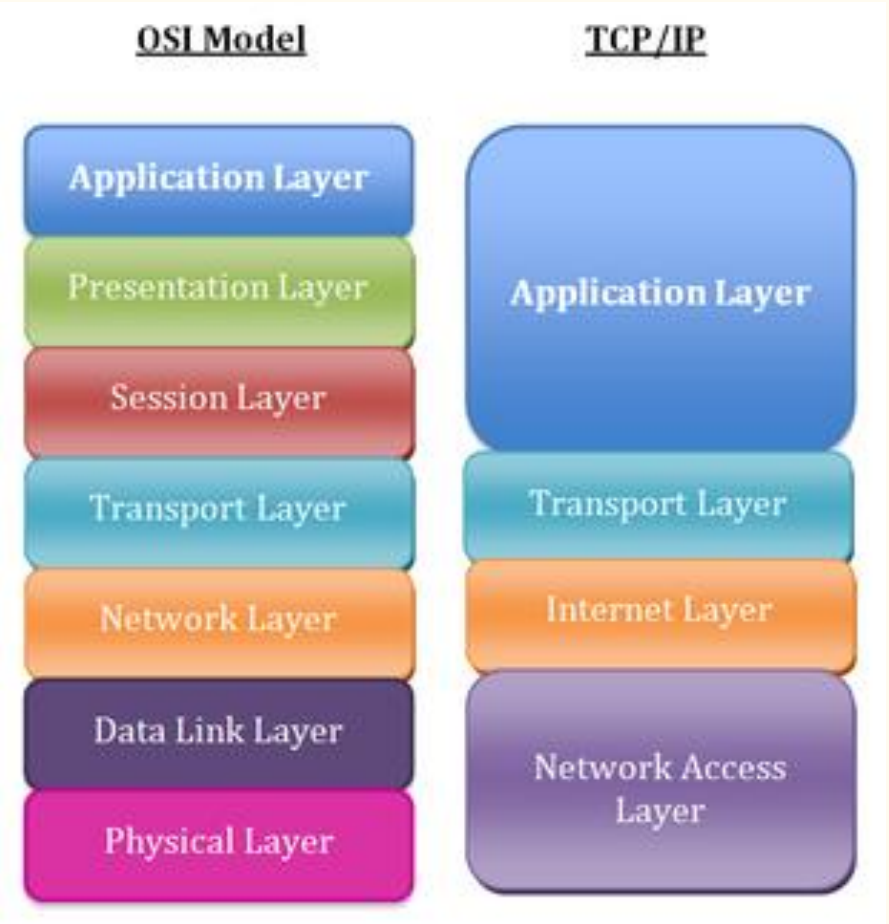 OSI Model
TCP/IP
Application Layer
Presentation Layer
Session Layer
Transport Layer
Network Layer
Data Link Layer
Physical Layer
Application Layer
Transport Layer
Internet Layer
Network Access
Layer